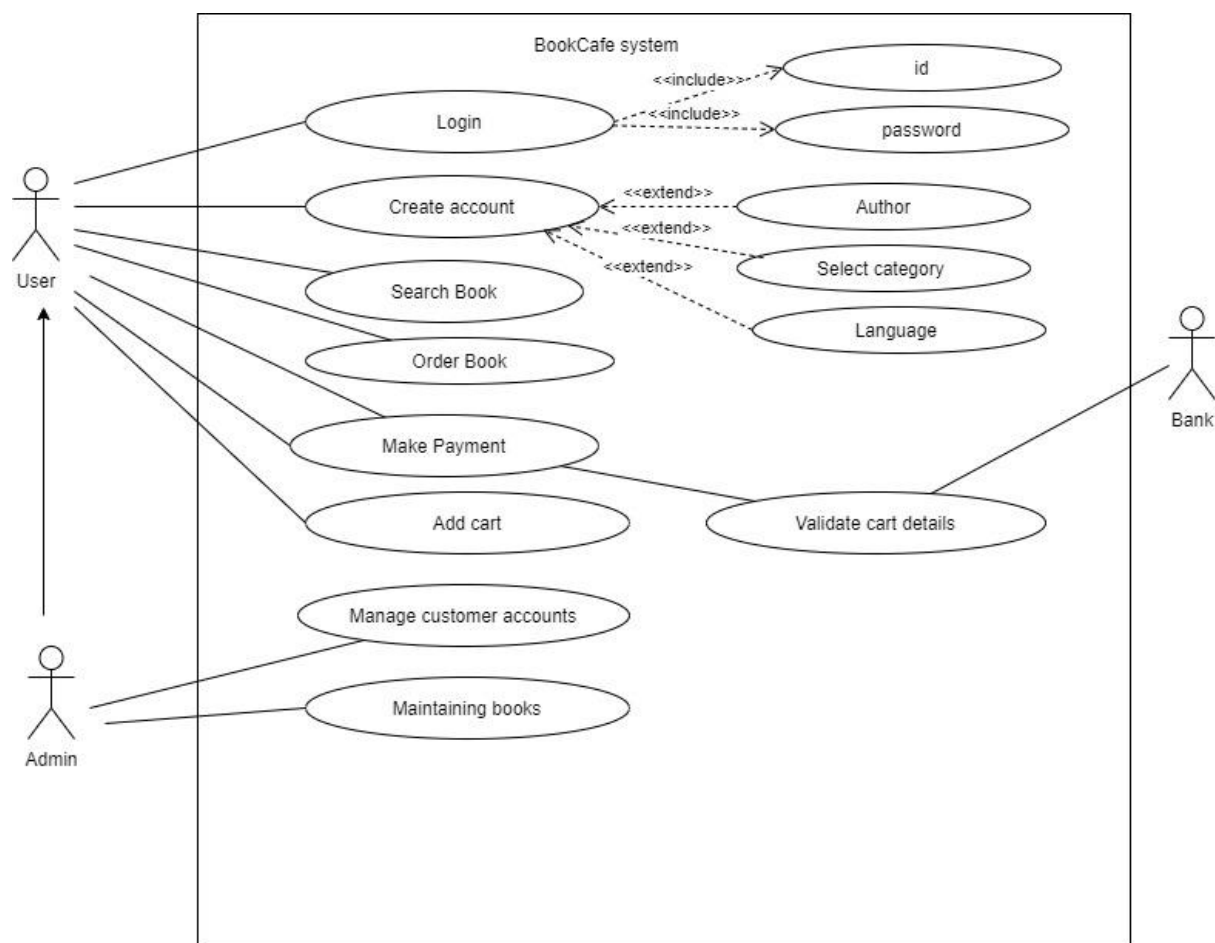 BookCafe system
id
<<include>>
Login
<<include>>
password
Create account
<<extend>>
Author
<<extend>>
Select category
<<extend>>
User
Search Book
Language
Order Book
Bank
Make Payment
Add cart
Validate cart details
Manage customer accounts
Maintaining books
Admin